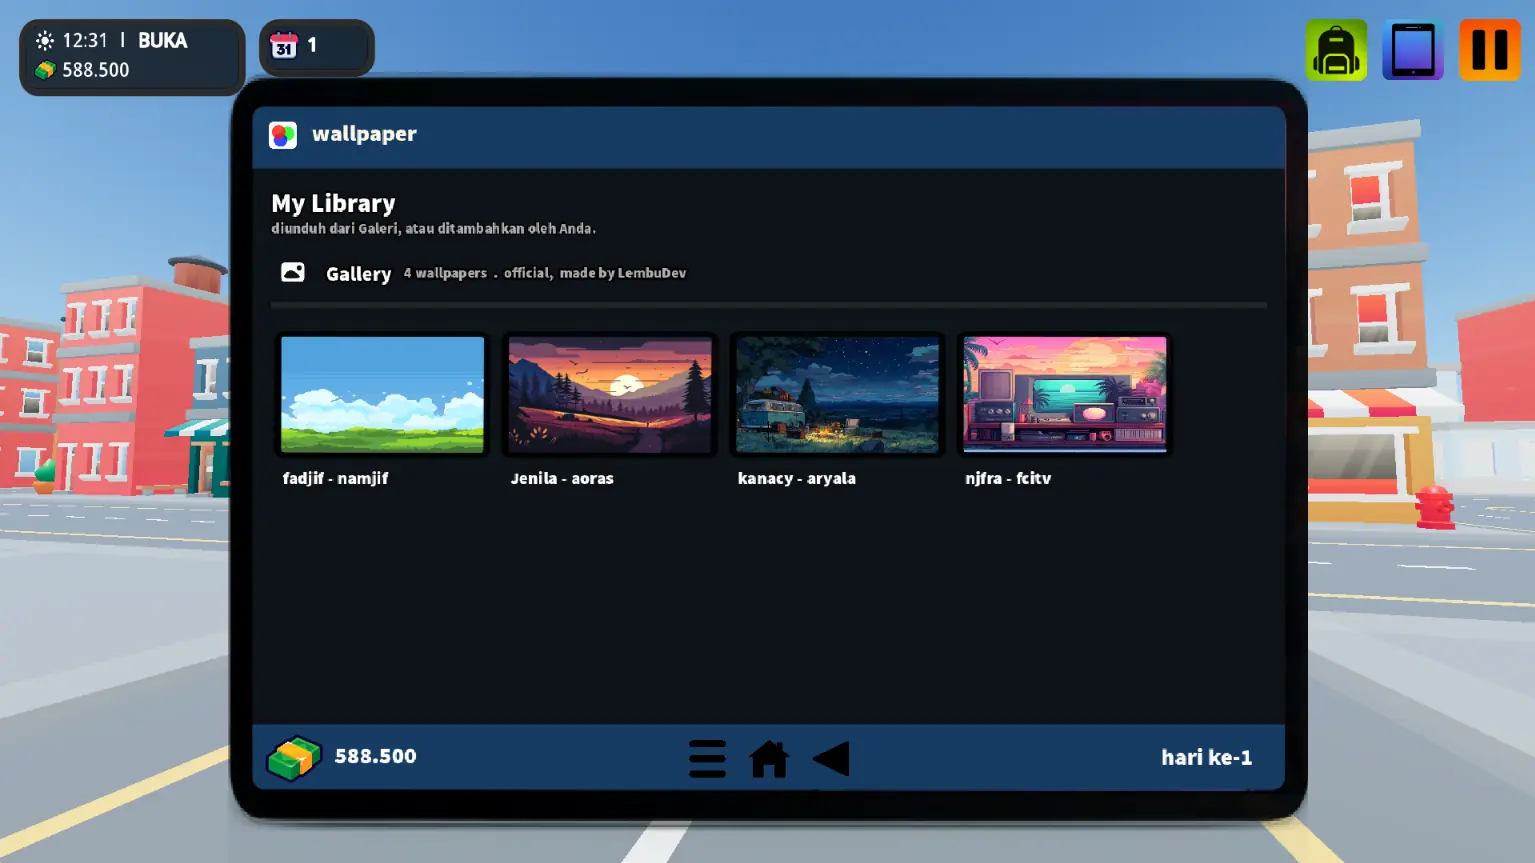 12:31 | BUKA
588.500
31
1
wallpaper
My Library
diunduh dari Galeri, atau ditambahkan oleh Anda.
Gallery 4 wallpapers . official, made by LembuDev
fadjif - namjif
Jenila - aoras
kanacy - aryala
njfra - fcitv
588.500
hari ke-1